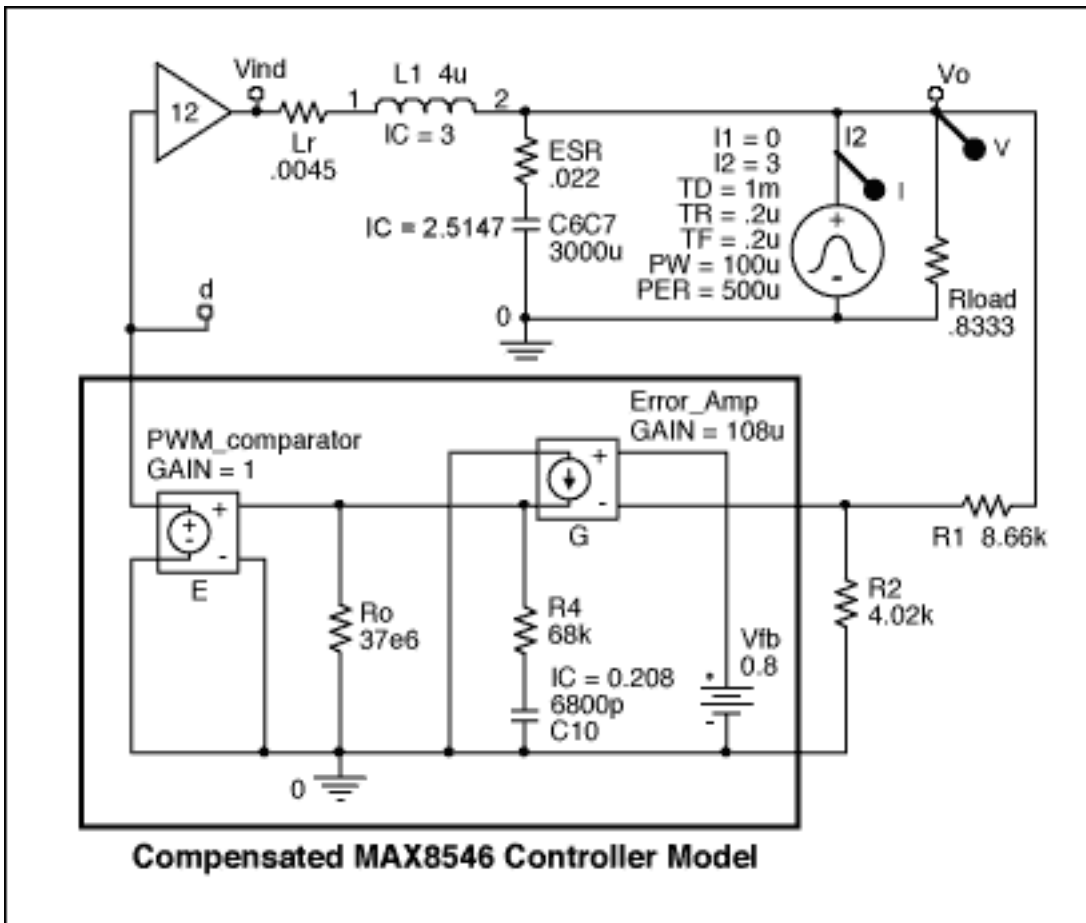 12
Vind
Lr
.0045
1
L1 4u
IC = 3
2
ESR
.022
IC = 2.5147
C6C7
3000u
0
I1 = 0
I2 = 3
TD = 1m
TR = .2u
TF = .2u
PW = 100u
PER = 500u
I2
I
+
-
Vo
V
Rload
.8333
d
PWM_comparator
GAIN = 1
+
-
+
-
E
Ro
37e6
0
Error_Amp
GAIN = 108u
+
-
G
R4
68k
IC = 0.208
6800p
C10
Vfb
0.8
-
R1 8.66k
R2
4.02k
Compensated MAX8546 Controller Model